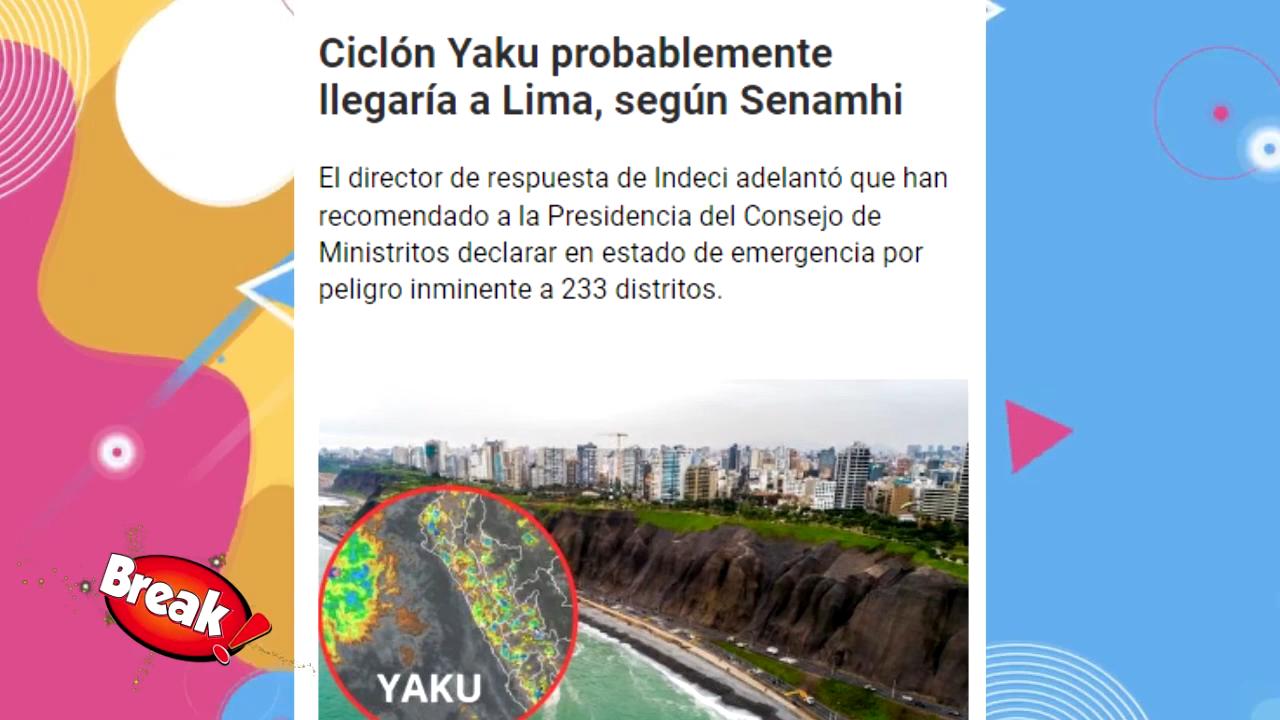 Ciclón Yaku probablemente
llegaría a Lima, según Senamhi
El director de respuesta de Indeci adelantó que han
recomendado a la Presidencia del Consejo de
Ministritos declarar en estado de emergencia por
peligro inminente a 233 distritos.
Break!
YAKU